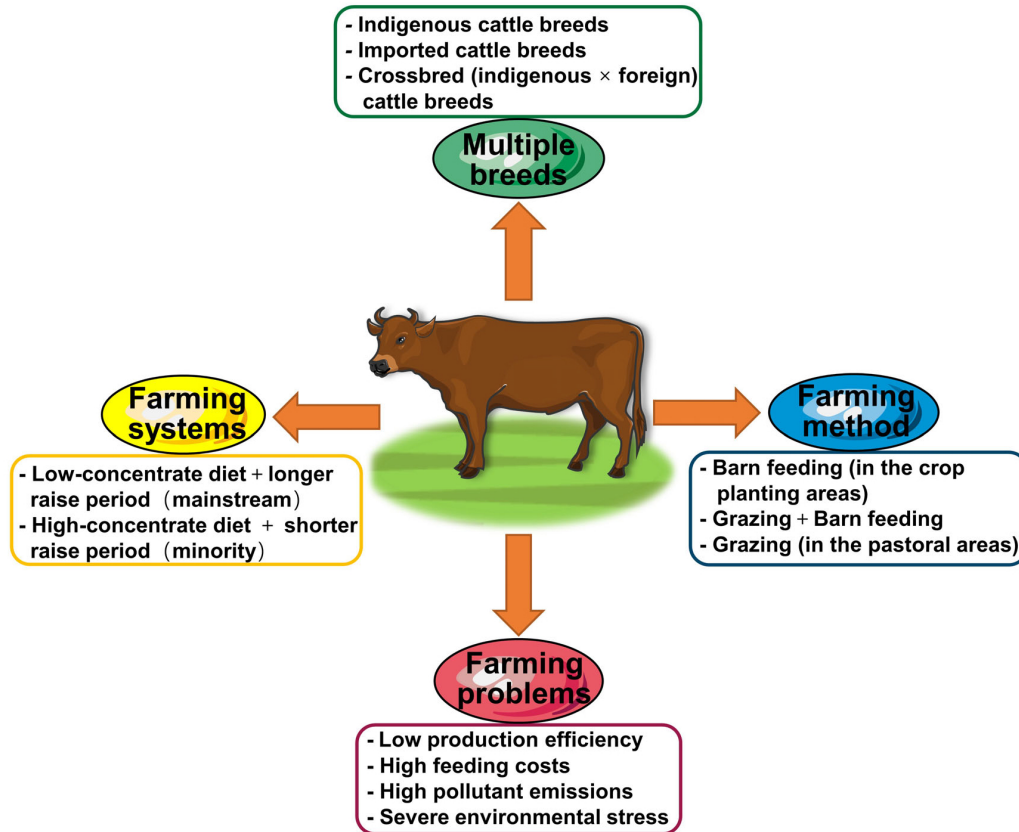 - Indigenous cattle breeds
- Imported cattle breeds
- Crossbred (indigenous × foreign)
cattle breeds
Multiple
breeds
Farming
systems
- Low-concentrate diet + longer
raise period（mainstream）
- High-concentrate diet + shorter
raise period（minority）
Farming
method
- Barn feeding (in the crop
planting areas)
- Grazing + Barn feeding
- Grazing (in the pastoral areas)
Farming
problems
- Low production efficiency
- High feeding costs
- High pollutant emissions
- Severe environmental stress